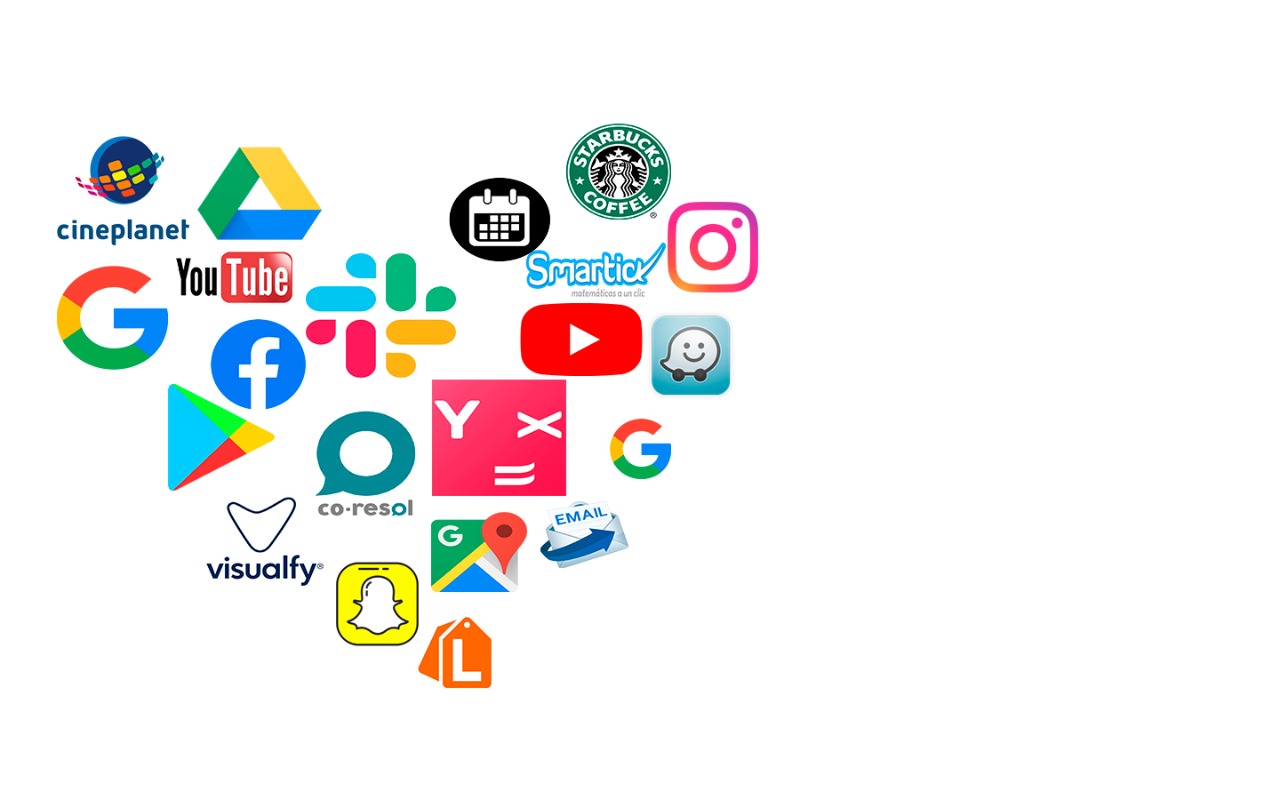 STARBUCKS
COFFEE
®
cineplanet
YouTube
Smartick
matemáticas a un clic
G
f
Y X
=
G
co-resol
EMAIL
G
visualfy®
L